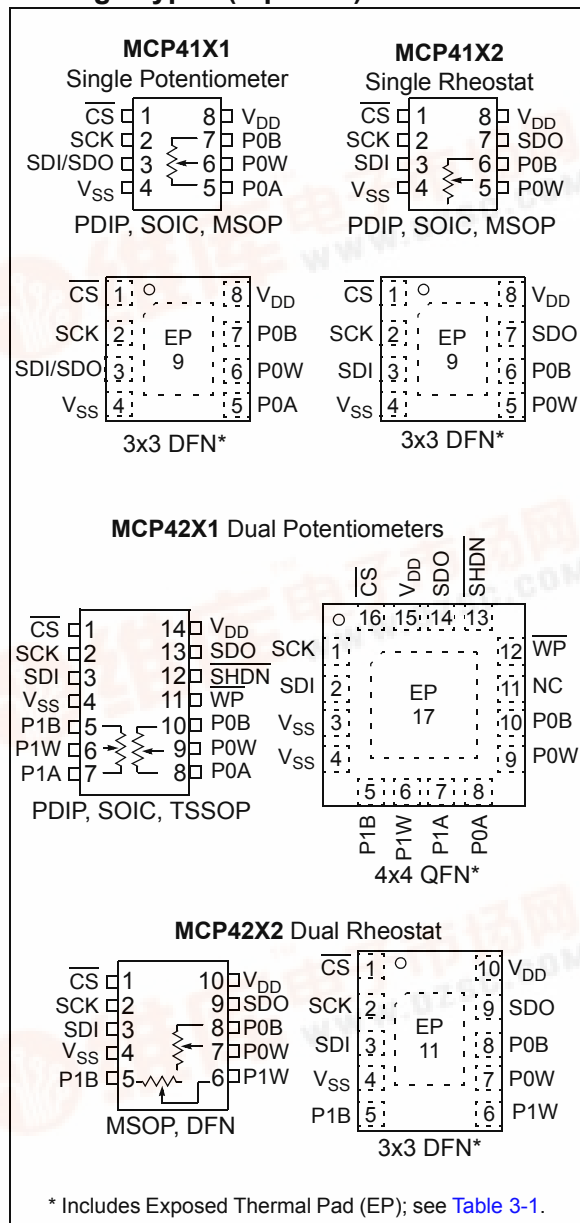 MCP41X1
Single Potentiometer
CS 1 8 VDD
SCK 2 7 P0B
SDI/SDO 3 6 P0W
VSS 4 5 P0A
PDIP, SOIC, MSOP
MCP41X2
Single Rheostat
CS 1 8 VDD
SCK 2 7 SDO
SDI 3 6 P0B
VSS 4 5 P0W
PDIP, SOIC, MSOP
CS 1 8 VDD
SCK 2 EP 7 P0B
SDI/SDO 3 9 6 P0W
VSS 4 5 P0A
3x3 DFN*
CS 1 8 VDD
SCK 2 EP 7 SDO
SDI 3 9 6 P0B
VSS 4 5 P0W
3x3 DFN*
MCP42X1 Dual Potentiometers
CS 1 14 VDD
SCK 2 13 SDO
SDI 3 12 SHDN
VSS 4 11 WP
P1B 5 10 P0B
P1W 6 9 P0W
P1A 7 8 P0A
PDIP, SOIC, TSSOP
CS VDD SDO SHDN
16 15 14 13
SCK 1 12 WP
SDI 2 EP 11 NC
VSS 3 17 10 P0B
VSS 4 9 P0W
5 6 7 8
P1B P1W P1A P0A
4x4 QFN*
MCP42X2 Dual Rheostat
CS 1 10 VDD
SCK 2 9 SDO
SDI 3 8 P0B
VSS 4 7 P0W
P1B 5 6 P1W
MSOP, DFN
CS 1 10 VDD
SCK 2 9 SDO
SDI 3 EP 8 P0B
VSS 4 11 7 P0W
P1B 5 6 P1W
3x3 DFN*
* Includes Exposed Thermal Pad (EP); see Table 3-1.